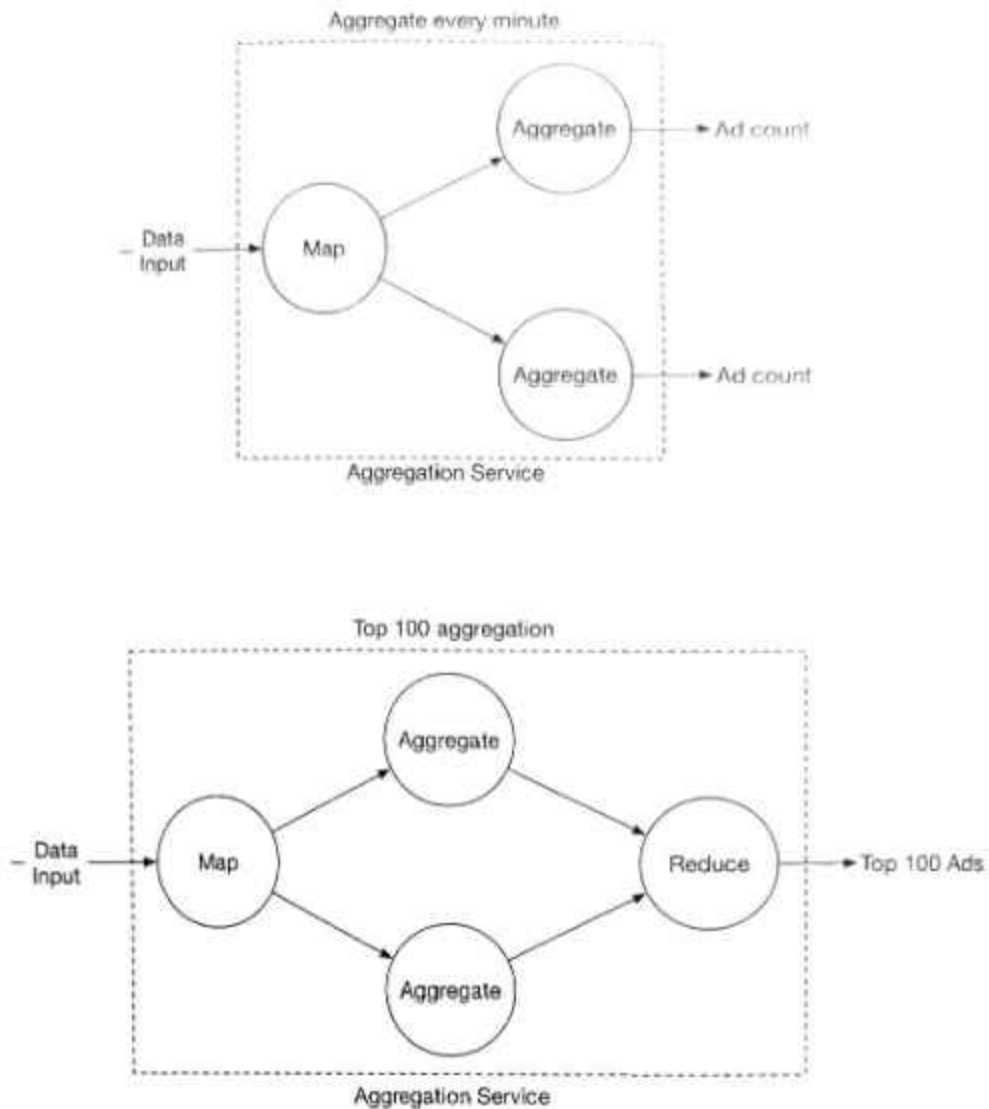 Aggregate every minute
Aggregate
Ad count
Data
Input
Map
Aggregate
Ad count
Aggregation Service
Top 100 aggregation
Aggregate
Data
Input
Map
Reduce
Top 100 Ads
Aggregate
Aggregation Service